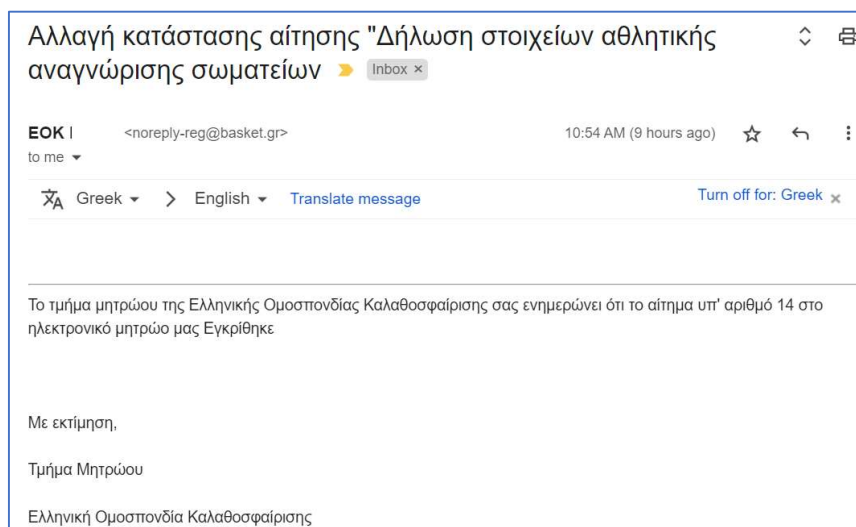 Αλλαγή κατάστασης αίτησης "Δήλωση στοιχείων αθλητικής
αναγνώρισης σωματείων Inbox ×
ΕΟΚ | <noreply-reg@basket.gr> 10:54 AM (9 hours ago)
to me
Greek > English Translate message Turn off for: Greek ×
Το τμήμα μητρώου της Ελληνικής Ομοσπονδίας Καλαθοσφαίρισης σας ενημερώνει ότι το αίτημα υπ' αριθμό 14 στο
ηλεκτρονικό μητρώο μας Εγκρίθηκε
Με εκτίμηση,
Τμήμα Μητρώου
Ελληνική Ομοσπονδία Καλαθοσφαίρισης